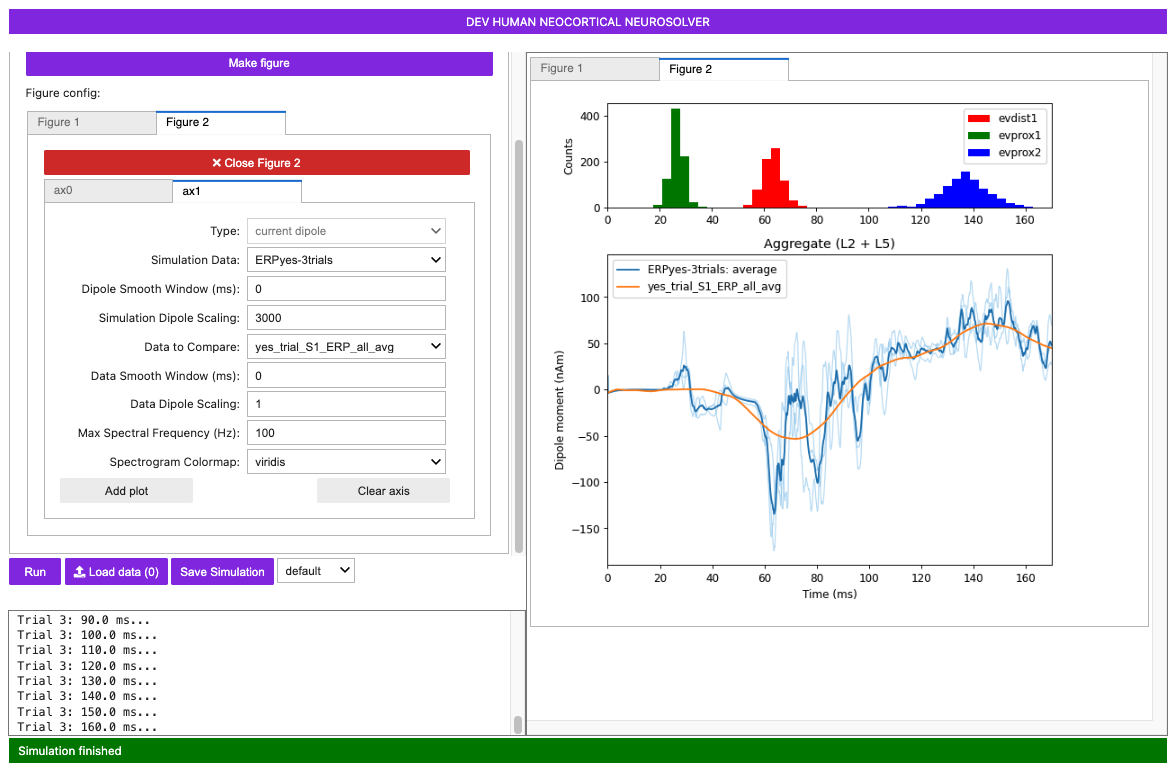 DEV HUMAN NEOCORTICAL NEUROSOLVER
Make figure
Figure config:
Figure 1
Figure 2
Close Figure 2
ax0
ax1
Type: current dipole
Simulation Data: ERPyes-3trials
Dipole Smooth Window (ms): 0
Simulation Dipole Scaling: 3000
Data to Compare: yes_trial_S1_ERP_all_avg
Data Smooth Window (ms): 0
Data Dipole Scaling: 1
Max Spectral Frequency (Hz): 100
Spectrogram Colormap: viridis
Add plot
Clear axis
Run
Load data (0)
Save Simulation
default
Trial 3: 90.0 ms...
Trial 3: 100.0 ms...
Trial 3: 110.0 ms...
Trial 3: 120.0 ms...
Trial 3: 130.0 ms...
Trial 3: 140.0 ms...
Trial 3: 150.0 ms...
Trial 3: 160.0 ms...
Figure 1
Figure 2
Counts
400
200
0
evdist1
evprox1
evprox2
0 20 40 60 80 100 120 140 160
Aggregate (L2 + L5)
ERPyes-3trials: average
yes_trial_S1_ERP_all_avg
Dipole moment (nAm)
100
50
0
−50
−100
−150
0 20 40 60 80 100 120 140 160
Time (ms)
Simulation finished